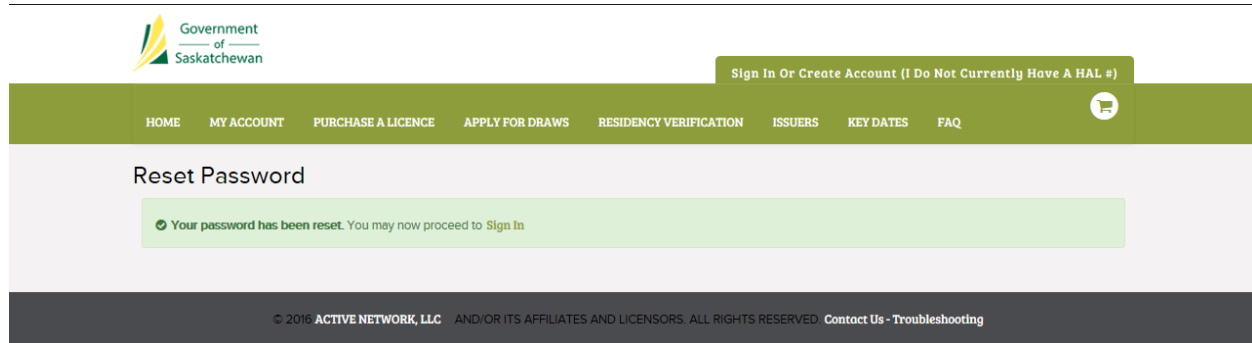 Government
of
Saskatchewan
Sign In Or Create Account (I Do Not Currently Have A HAL #)
HOME MY ACCOUNT PURCHASE A LICENCE APPLY FOR DRAWS RESIDENCY VERIFICATION ISSUERS KEY DATES FAQ
Reset Password
Your password has been reset. You may now proceed to Sign In
© 2016 ACTIVE NETWORK, LLC AND/OR ITS AFFILIATES AND LICENSORS. ALL RIGHTS RESERVED. Contact Us - Troubleshooting